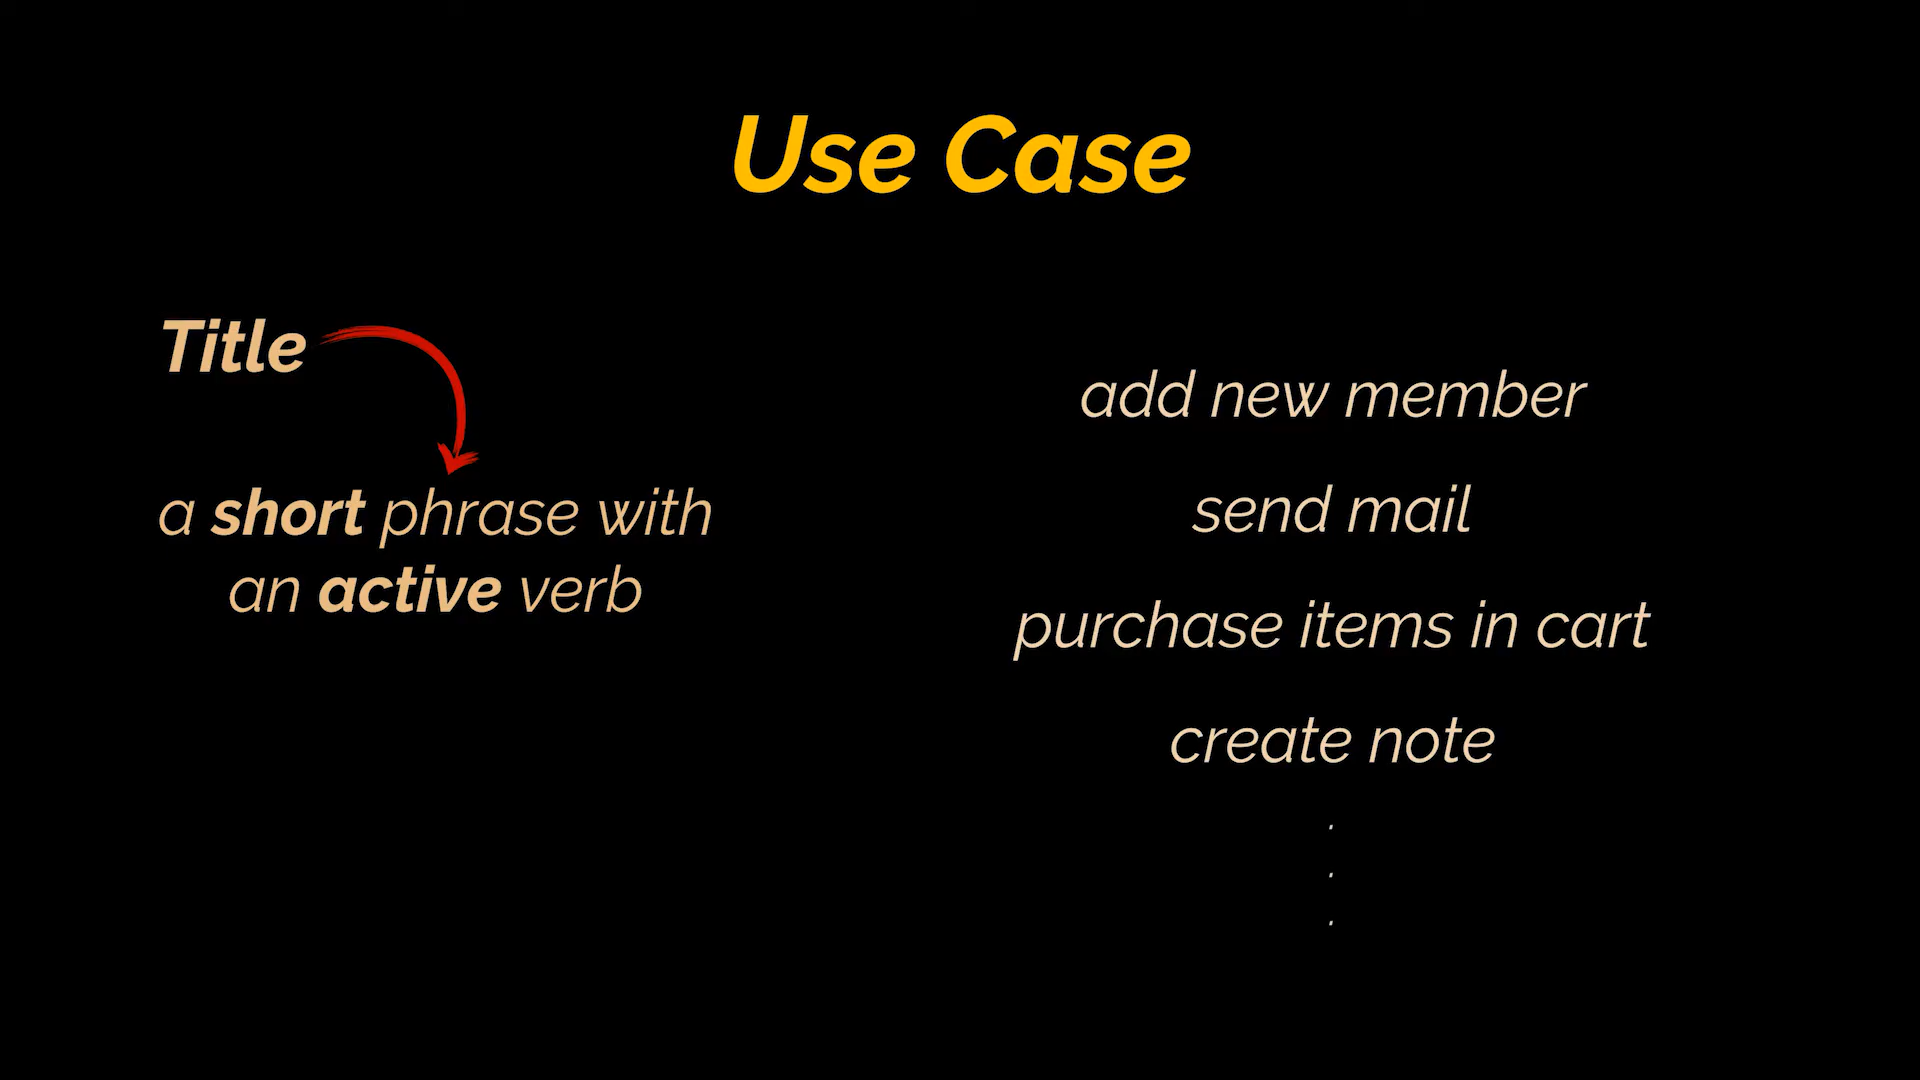 Use Case
Title
a short phrase with
an active verb
add new member
send mail
purchase items in cart
create note
.
.
.